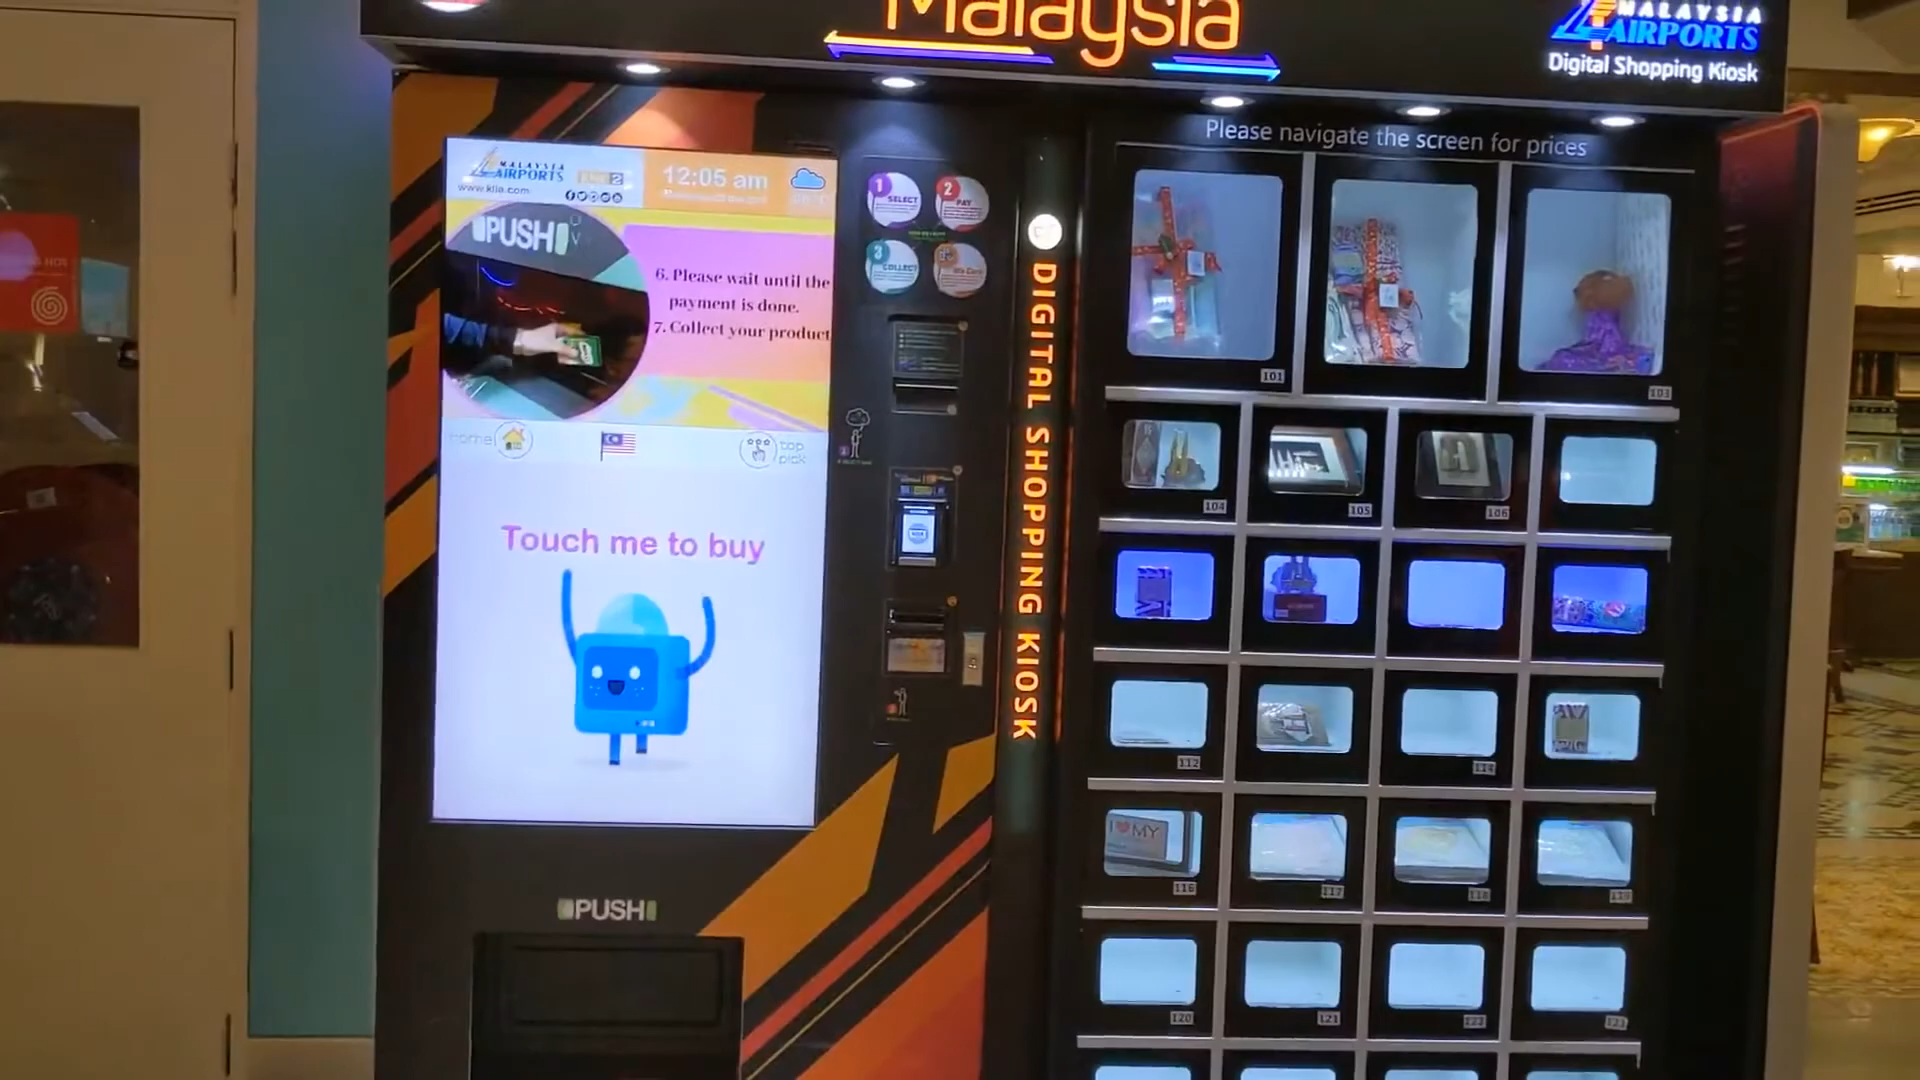 Malaysia
MALAYSIA
AIRPORTS
Digital Shopping Kiosk
Please navigate the screen for prices
MALAYSIA
AIRPORTS
www.klia.com
12:05 am
PUSH
6. Please wait until the
payment is done.
7. Collect your product
home
top
pick
Touch me to buy
PUSH
1
SELECT
2
PAY
3
COLLECT
DIGITAL SHOPPING KIOSK
101
103
104
105
106
112
114
I ❤ MY
116
117
118
119
120
121
122
123